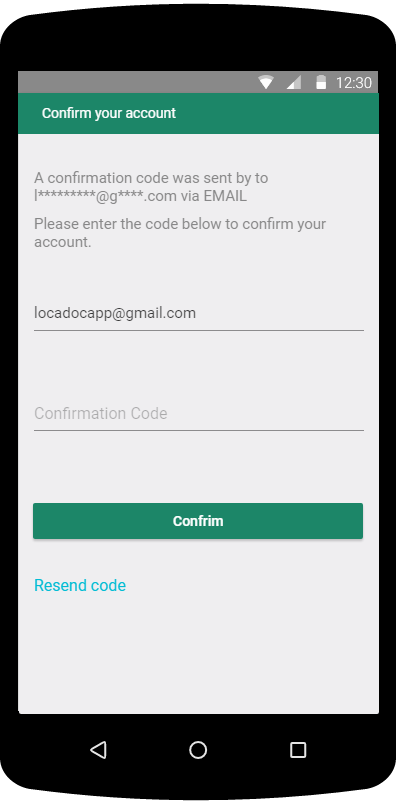 12:30
Confirm your account
A confirmation code was sent by to
l*********@g****.com via EMAIL
Please enter the code below to confirm your
account.
locadocapp@gmail.com
Confirmation Code
Confrim
Resend code